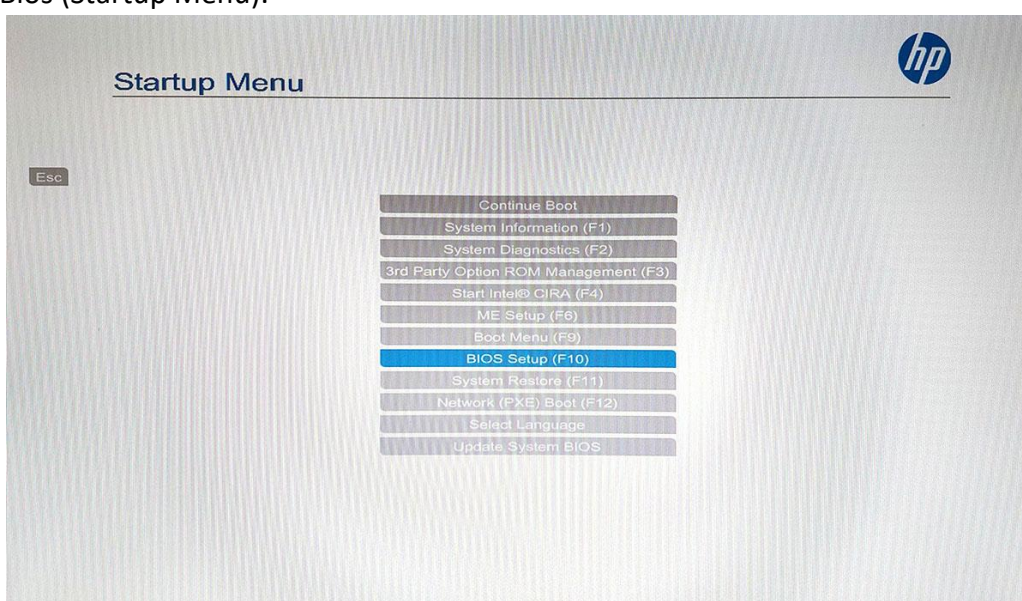 Bios (Startup Menu):
hp
Startup Menu
Esc
Continue Boot
System Information (F1)
System Diagnostics (F2)
3rd Party Option ROM Management (F3)
Start Intel® CIRA (F4)
ME Setup (F6)
Boot Menu (F9)
BIOS Setup (F10)
System Restore (F11)
Network (PXE) Boot (F12)
Select Language
Update System BIOS